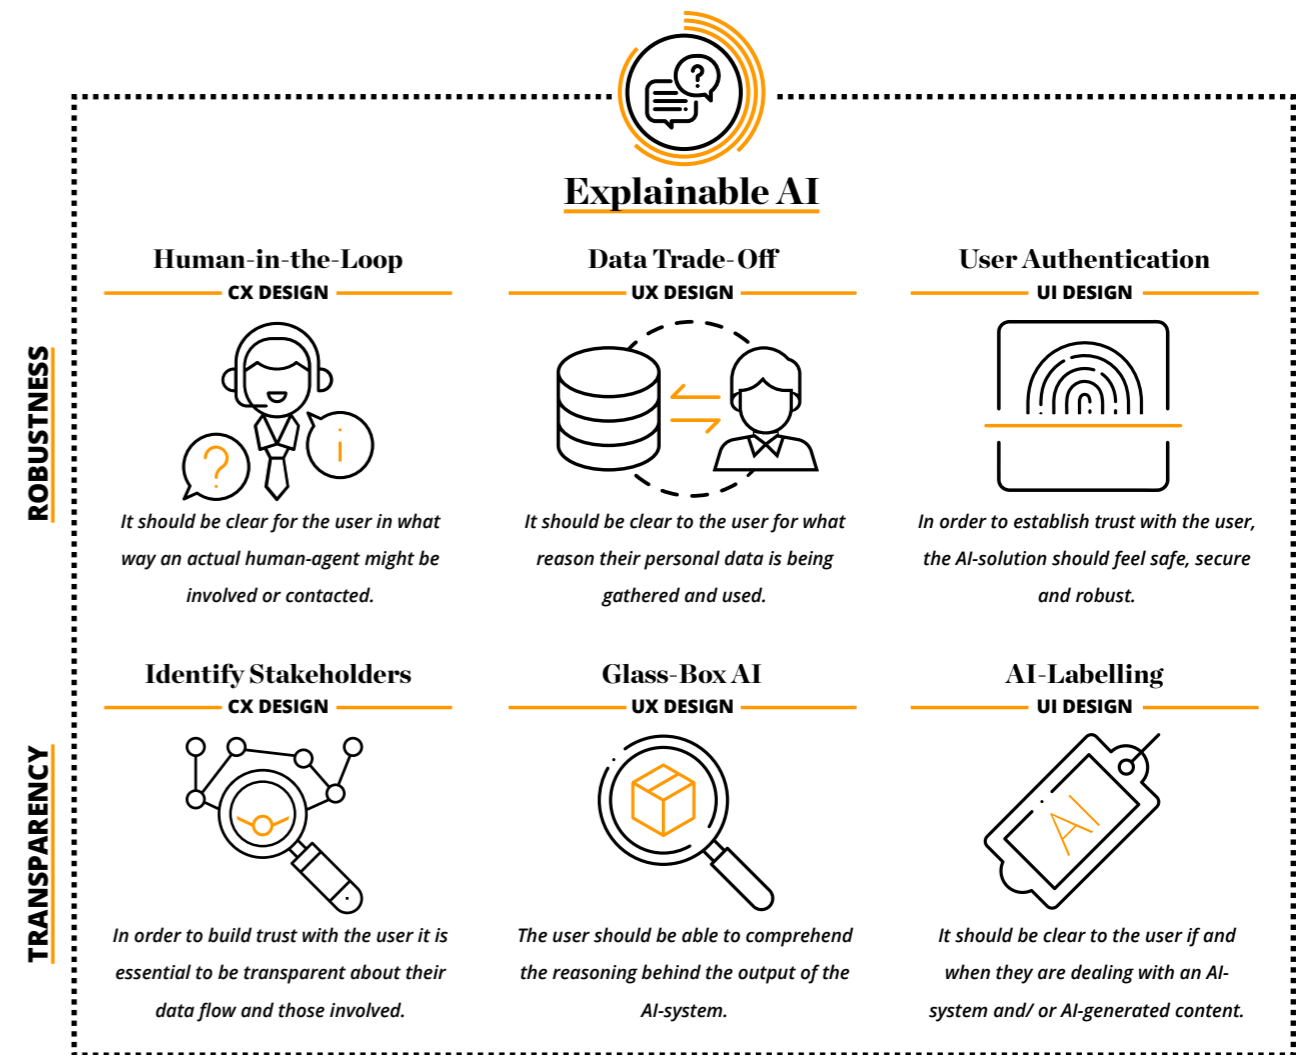 ?
Explainable AI
Human-in-the-Loop
CX DESIGN
Data Trade-Off
UX DESIGN
User Authentication
UI DESIGN
ROBUSTNESS
?
i
It should be clear for the user in what
way an actual human-agent might be
involved or contacted.
It should be clear to the user for what
reason their personal data is being
gathered and used.
In order to establish trust with the user,
the AI-solution should feel safe, secure
and robust.
Identify Stakeholders
CX DESIGN
Glass-Box AI
UX DESIGN
AI-Labelling
UI DESIGN
TRANSPARENCY
AI
In order to build trust with the user it is
essential to be transparent about their
data flow and those involved.
The user should be able to comprehend
the reasoning behind the output of the
AI-system.
It should be clear to the user if and
when they are dealing with an AI-
system and/ or AI-generated content.